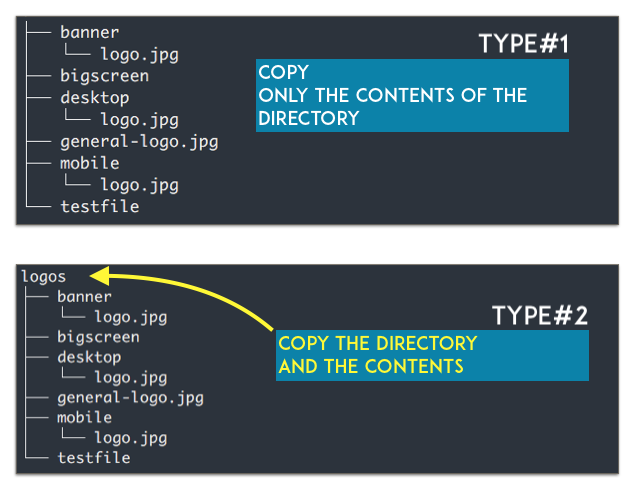 ├── banner
│   └── logo.jpg
├── bigscreen
├── desktop
│   └── logo.jpg
├── general-logo.jpg
├── mobile
│   └── logo.jpg
└── testfile
TYPE#1
COPY
ONLY THE CONTENTS OF THE
DIRECTORY
logos
├── banner
│   └── logo.jpg
├── bigscreen
├── desktop
│   └── logo.jpg
├── general-logo.jpg
├── mobile
│   └── logo.jpg
└── testfile
TYPE#2
COPY THE DIRECTORY
AND THE CONTENTS